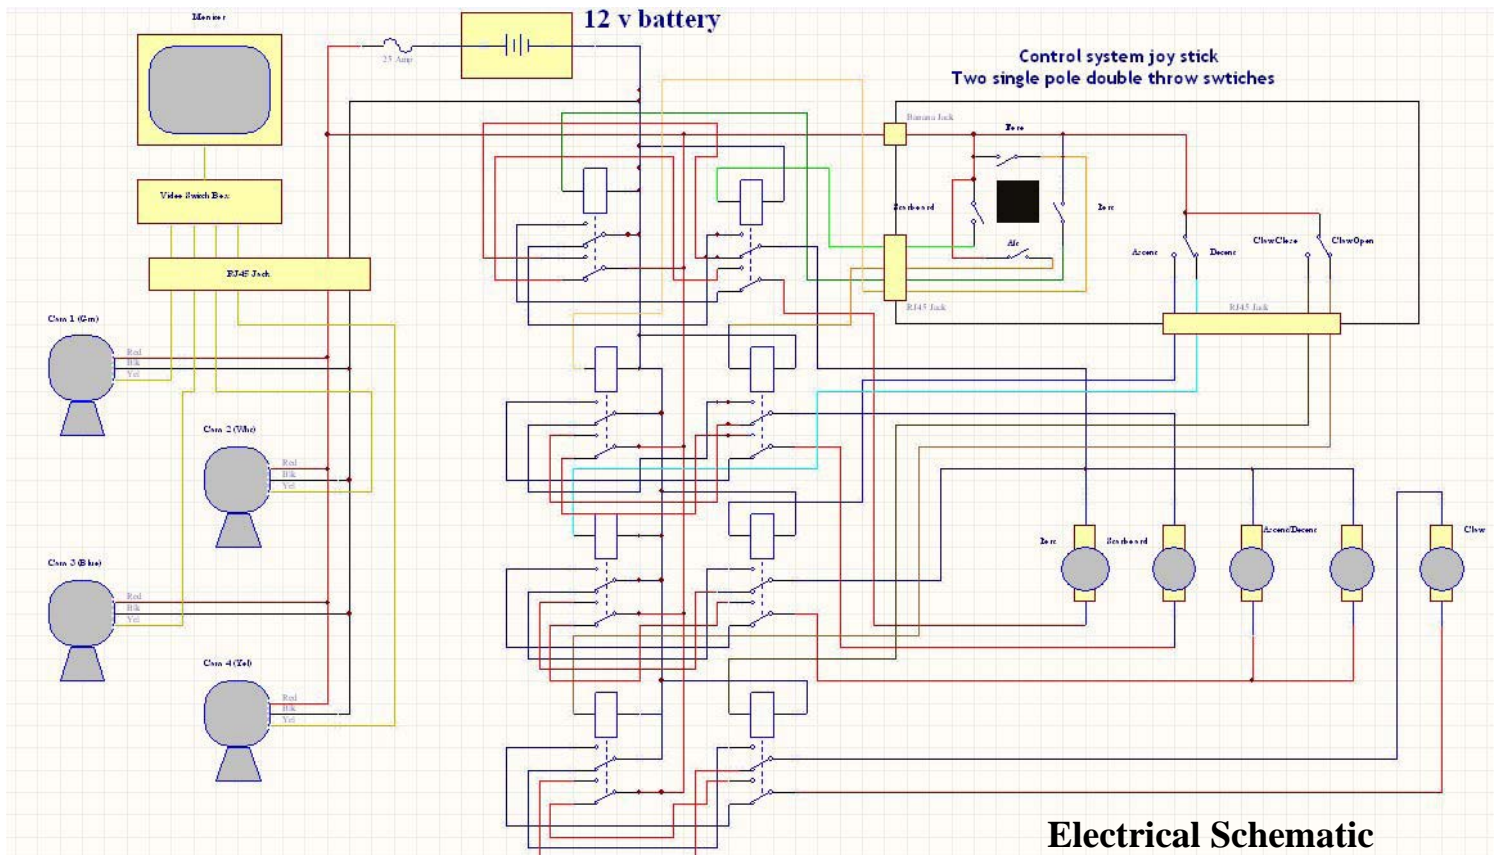 Monitor
12 v battery
25 Amp
Control system joy stick
Two single pole double throw swtiches
Banana Jack
Fore
Video Switch Box
Starboard
Port
Aft
Ascent
Decent
ClawClose
ClawOpen
RJ45 Jack
RJ45 Jack
RJ45 Jack
Cam 1 (Grn)
Red
Blk
Yel
Cam 2 (Wht)
Red
Blk
Yel
Port
Starboard
Ascent/Decent
Claw
Cam 3 (Blue)
Red
Blk
Yel
Cam 4 (Yel)
Red
Blk
Yel
Electrical Schematic